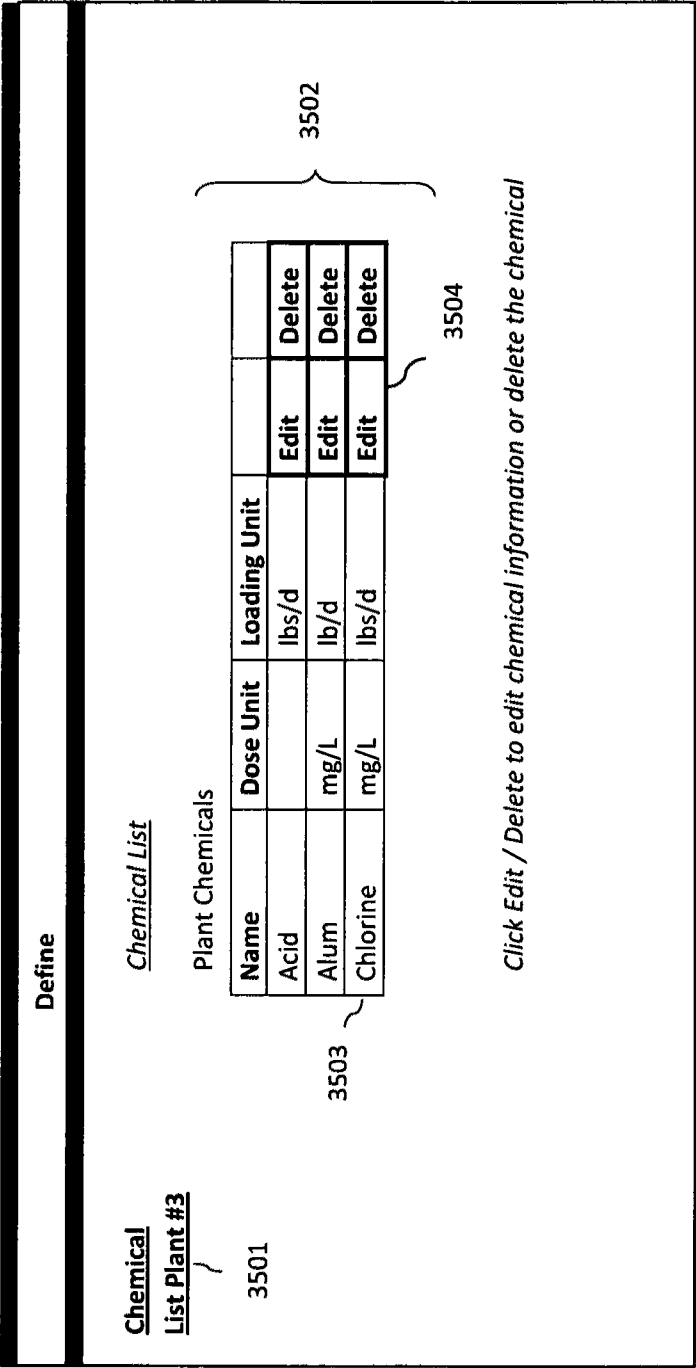 Define
Chemical
List Plant #3
3501
Chemical List
Plant Chemicals
3502
Name Dose Unit Loading Unit
Acid lbs/d Edit Delete
Alum mg/L lb/d Edit Delete
Chlorine mg/L lbs/d Edit Delete
3503
3504
Click Edit / Delete to edit chemical information or delete the chemical